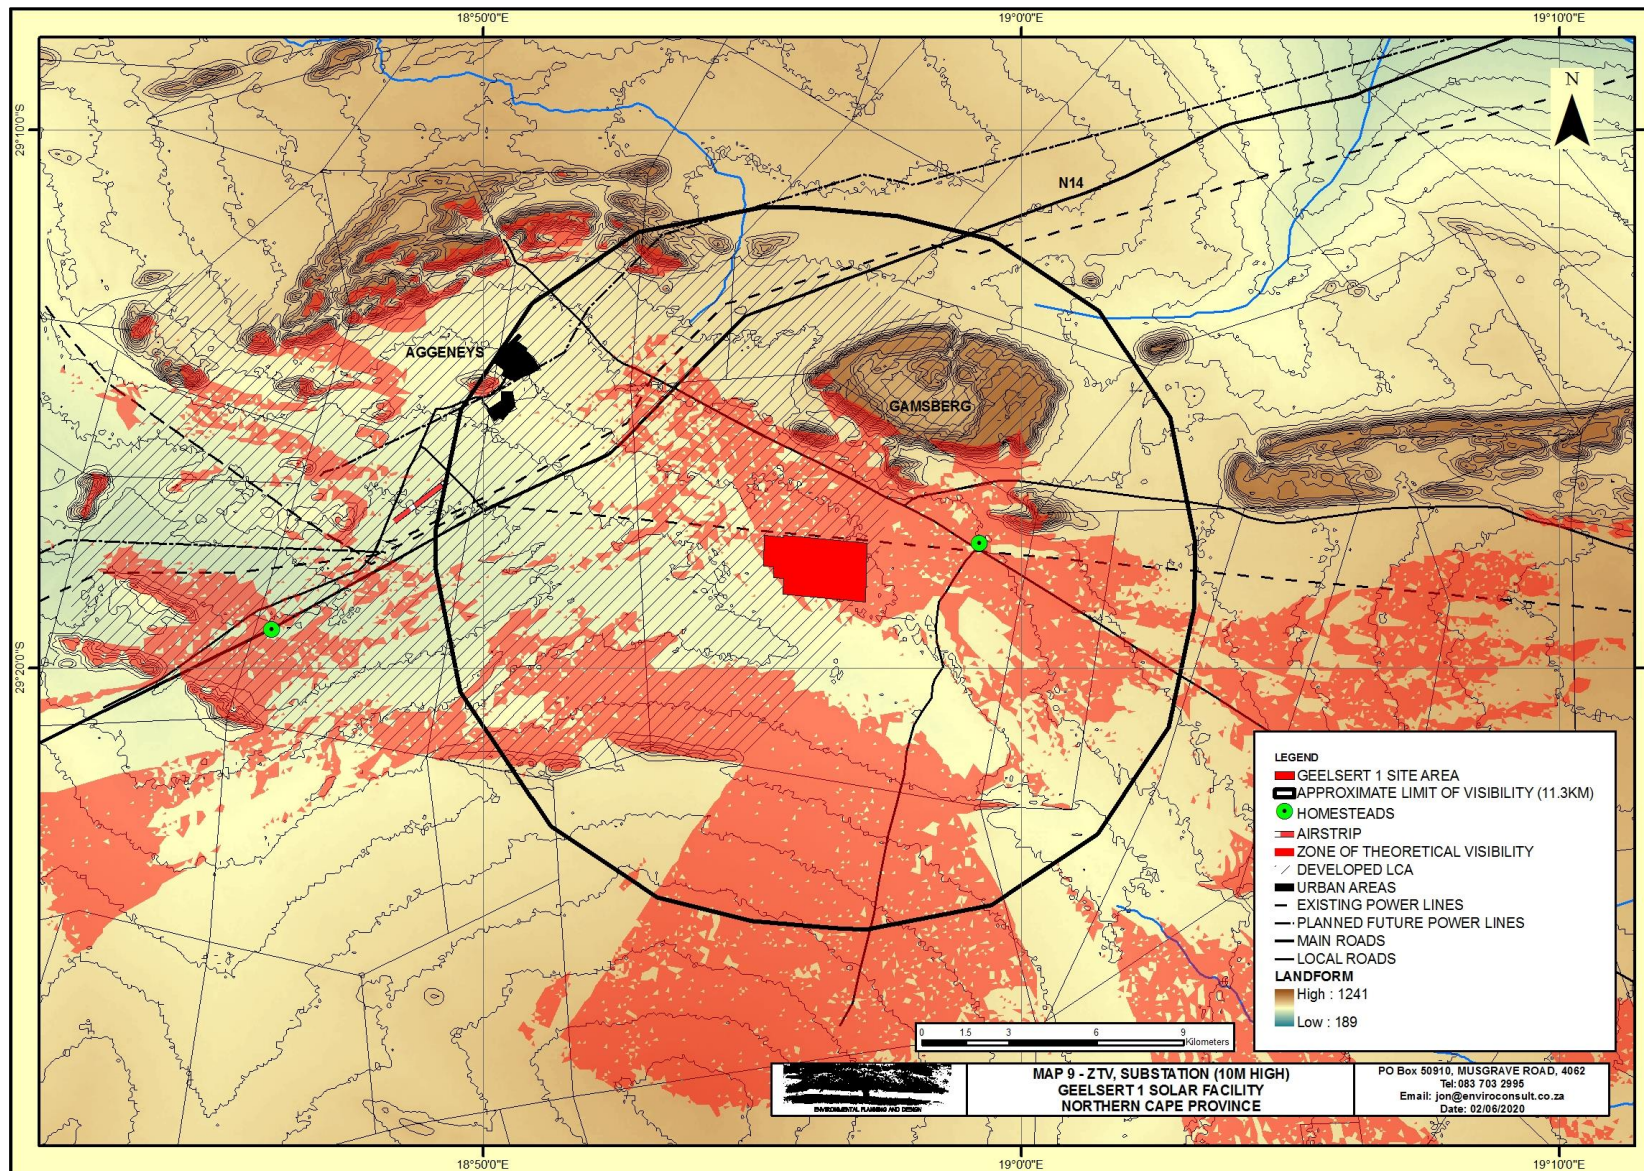 18°50'0"E
19°0'0"E
19°10'0"E
N
29°10'0"S
N14
AGGENEYS
GAMSBERG
29°20'0"S
LEGEND
GEELSERT 1 SITE AREA
APPROXIMATE LIMIT OF VISIBILITY (11.3KM)
HOMESTEADS
AIRSTRIP
ZONE OF THEORETICAL VISIBILITY
DEVELOPED LCA
URBAN AREAS
EXISTING POWER LINES
PLANNED FUTURE POWER LINES
MAIN ROADS
LOCAL ROADS
LANDFORM
High : 1241
Low : 189
0 1.5 3 6 9
Kilometers
ENVIRONMENTAL PLANNING AND DESIGN
MAP 9 - ZTV, SUBSTATION (10M HIGH)
GEELSERT 1 SOLAR FACILITY
NORTHERN CAPE PROVINCE
PO Box 50910, MUSGRAVE ROAD, 4062
Tel:083 703 2995
Email: jon@enviroconsult.co.za
Date: 02/06/2020
18°50'0"E
19°0'0"E
19°10'0"E